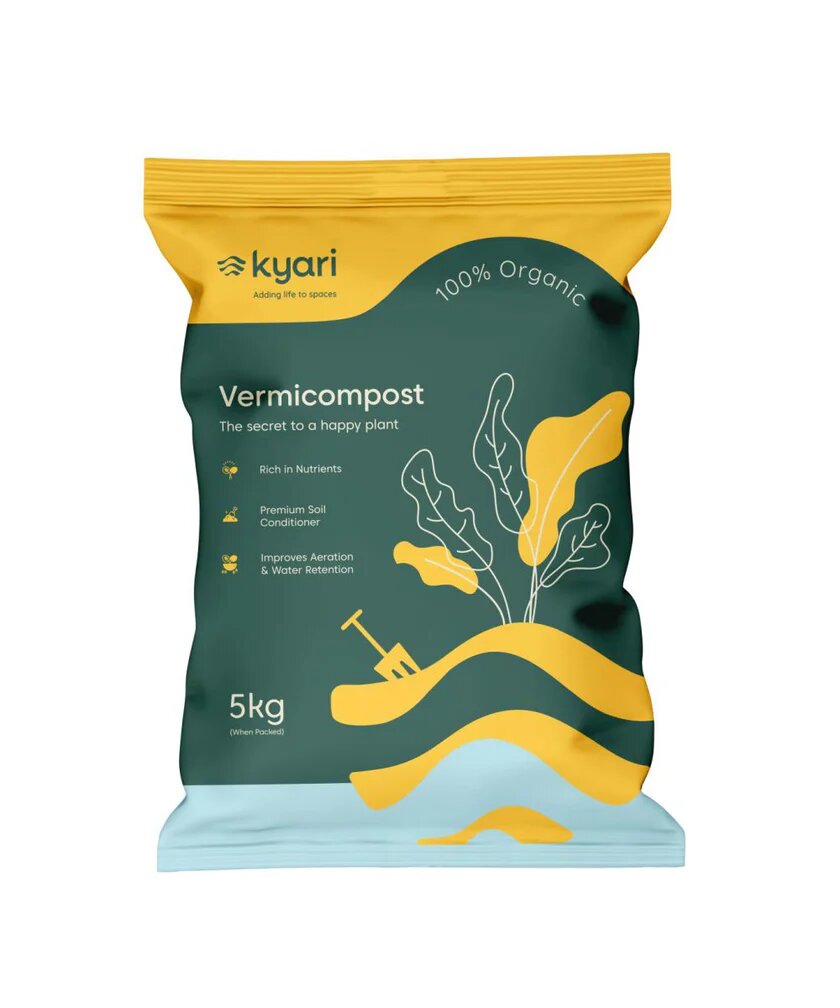 kyari
Adding life to spaces
100% Organic
Vermicompost
The secret to a happy plant
Rich in Nutrients
Premium Soil
Conditioner
Improves Aeration
& Water Retention
5kg
(When Packed)